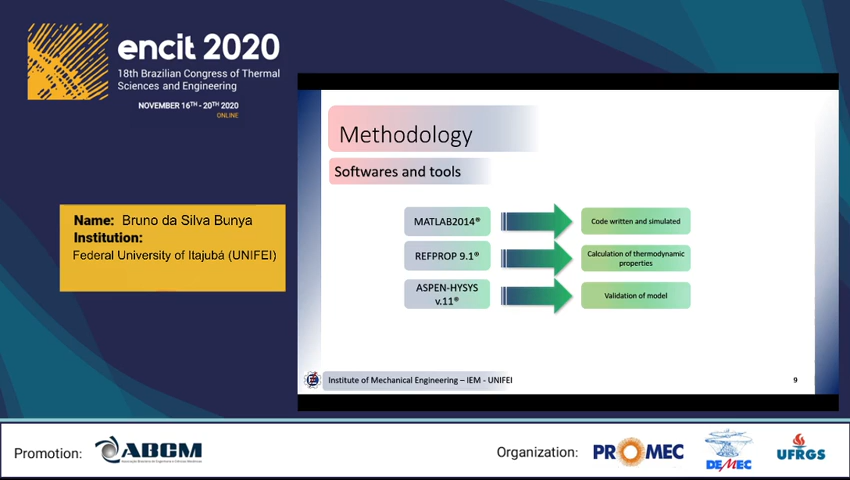 encit 2020
18th Brazilian Congress of Thermal
Sciences and Engineering
NOVEMBER 16TH - 20TH 2020
ONLINE
Name: Bruno da Silva Bunya
Institution:
Federal University of Itajubá (UNIFEI)
Methodology
Softwares and tools
MATLAB2014®
Code written and simulated
REFPROP 9.1®
Calculation of thermodynamic
properties
ASPEN-HYSYS
v.11®
Validation of model
Institute of Mechanical Engineering – IEM - UNIFEI
9
Promotion:
ABCM
Organization:
PROMEC
DEMEC
UFRGS